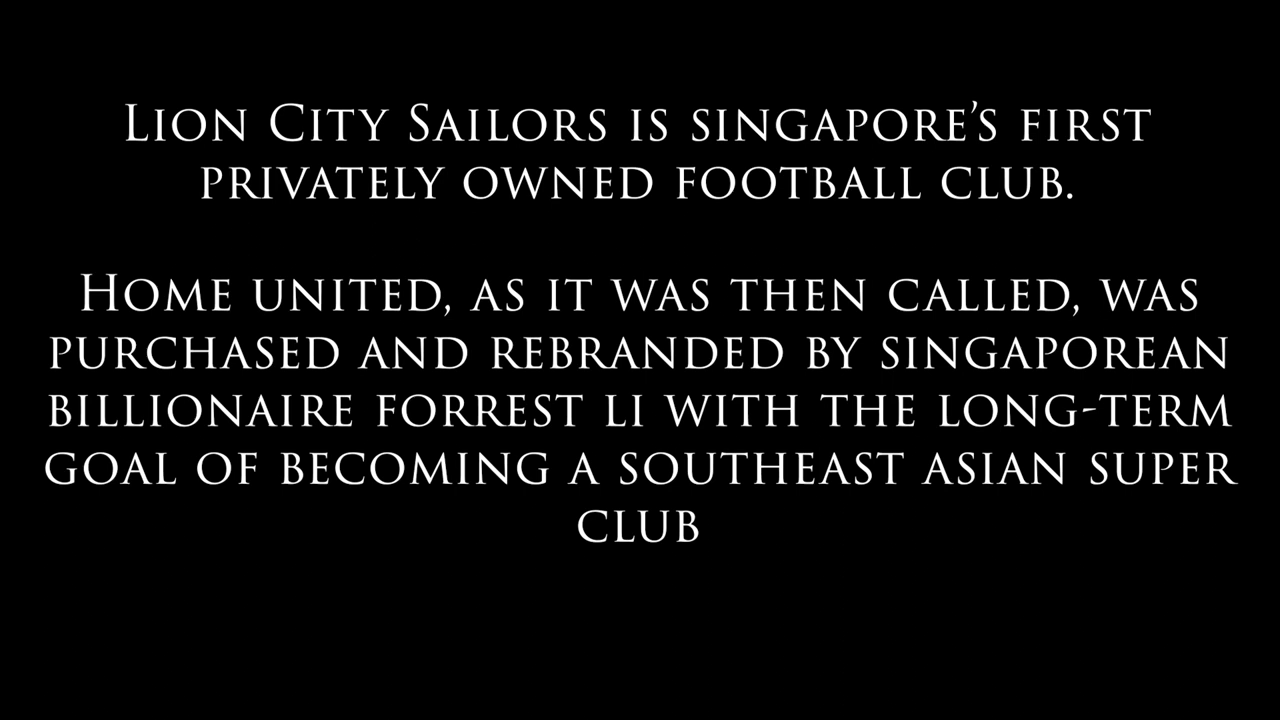 Lion City Sailors is singapore’s first
privately owned football club.
Home united, as it was then called, was
purchased and rebranded by singaporean
billionaire forrest li with the long-term
goal of becoming a southeast asian super
club